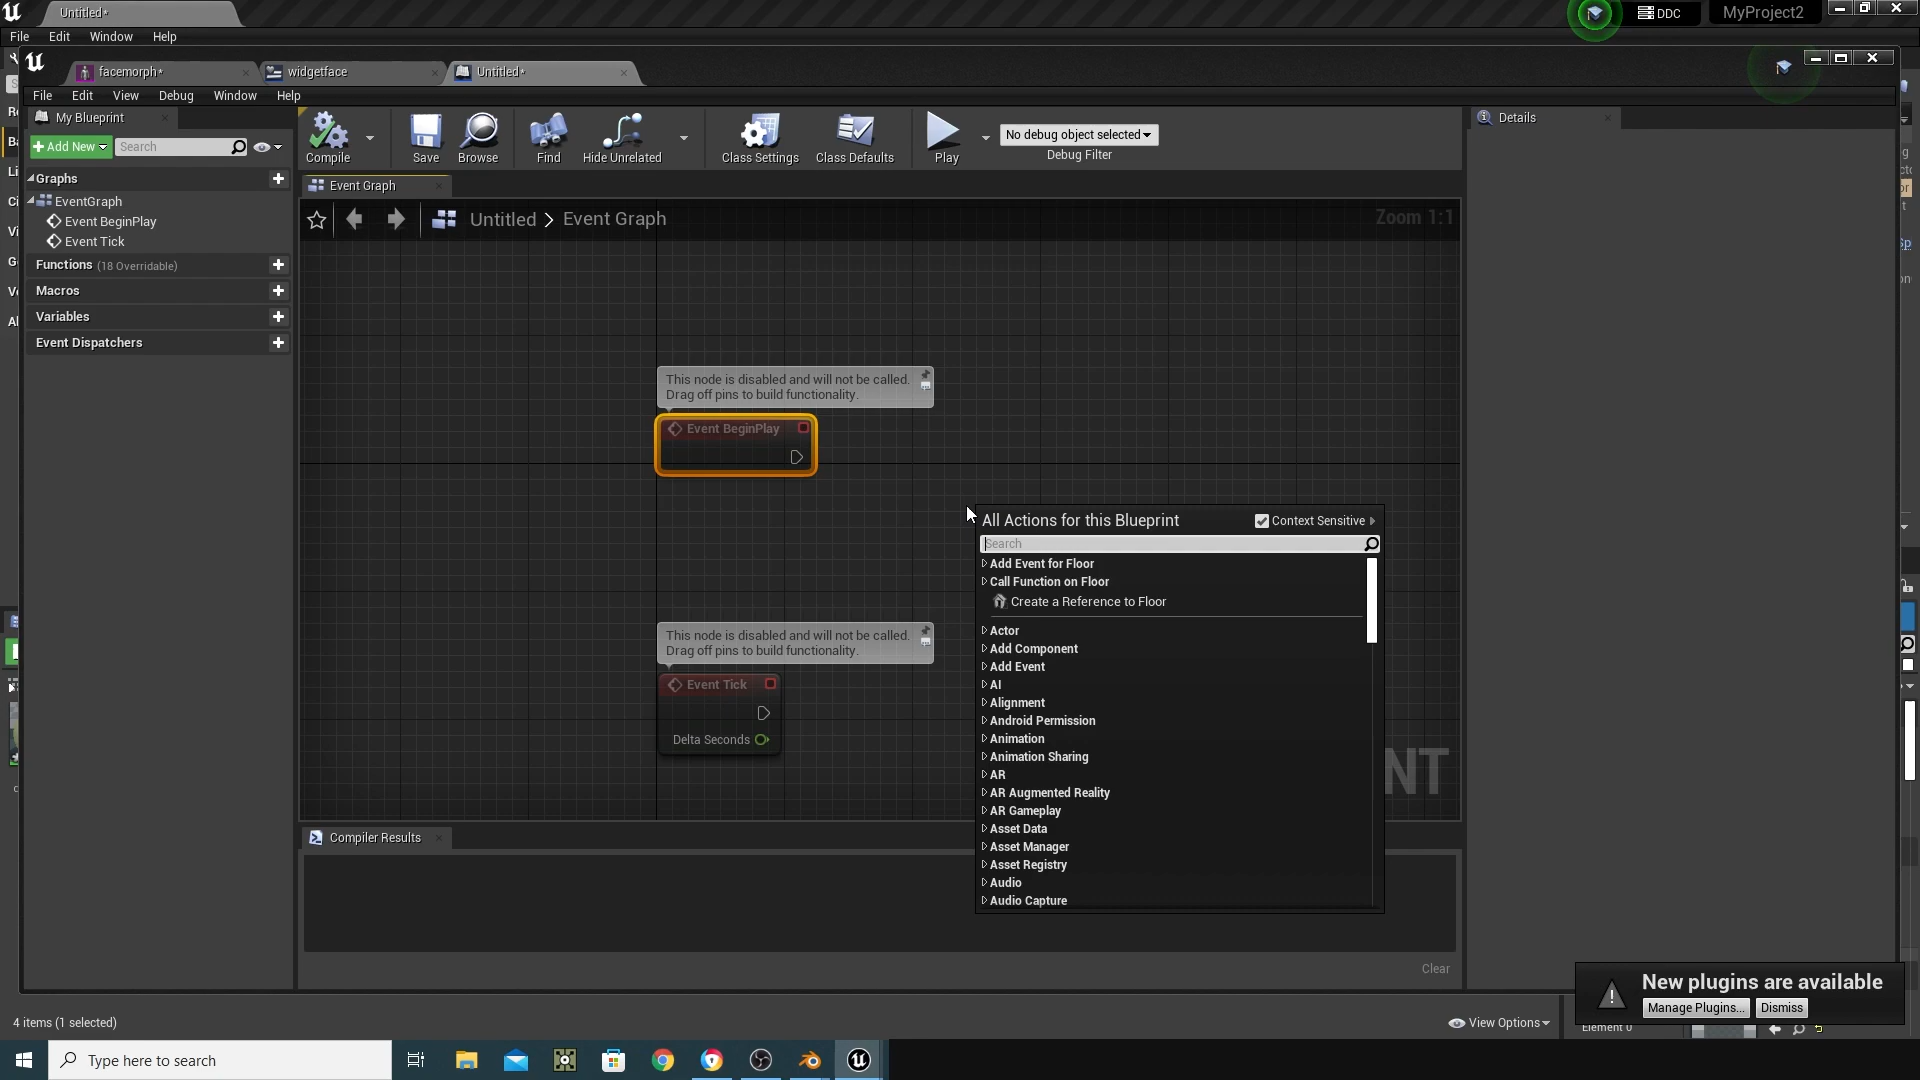 Untitled*
DDC
MyProject2
File Edit Window Help
facemorph*
widgetface
Untitled*
File Edit View Debug Window Help
My Blueprint
Details
Add New
Search
Compile
Save
Browse
Find
Hide Unrelated
Class Settings
Class Defaults
Play
No debug object selected
Debug Filter
Graphs
EventGraph
Event BeginPlay
Event Tick
Functions (18 Overridable)
Macros
Variables
Event Dispatchers
Event Graph
Untitled > Event Graph
Zoom 1:1
This node is disabled and will not be called.
Drag off pins to build functionality.
Event BeginPlay
This node is disabled and will not be called.
Drag off pins to build functionality.
Event Tick
Delta Seconds
All Actions for this Blueprint
Context Sensitive
Search
Add Event for Floor
Call Function on Floor
Create a Reference to Floor
Actor
Add Component
Add Event
AI
Alignment
Android Permission
Animation
Animation Sharing
AR
AR Augmented Reality
AR Gameplay
Asset Data
Asset Manager
Asset Registry
Audio
Audio Capture
NT
Compiler Results
Clear
New plugins are available
Manage Plugins...
Dismiss
4 items (1 selected)
View Options
Element 0
Type here to search